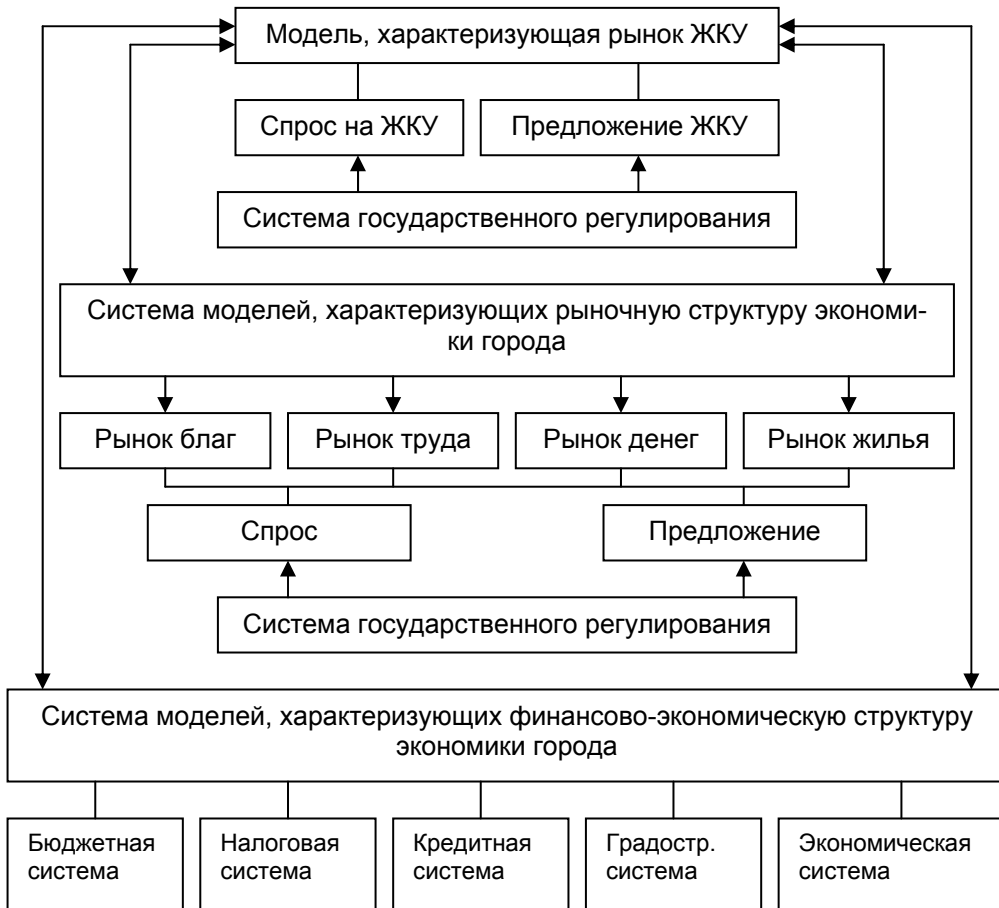 Модель, характеризующая рынок ЖКУ
Спрос на ЖКУ
Предложение ЖКУ
Система государственного регулирования
Система моделей, характеризующих рыночную структуру экономи-
ки города
Рынок благ
Рынок труда
Рынок денег
Рынок жилья
Спрос
Предложение
Система государственного регулирования
Система моделей, характеризующих финансово-экономическую структуру
экономики города
Бюджетная
система
Налоговая
система
Кредитная
система
Градостр.
система
Экономическая
система